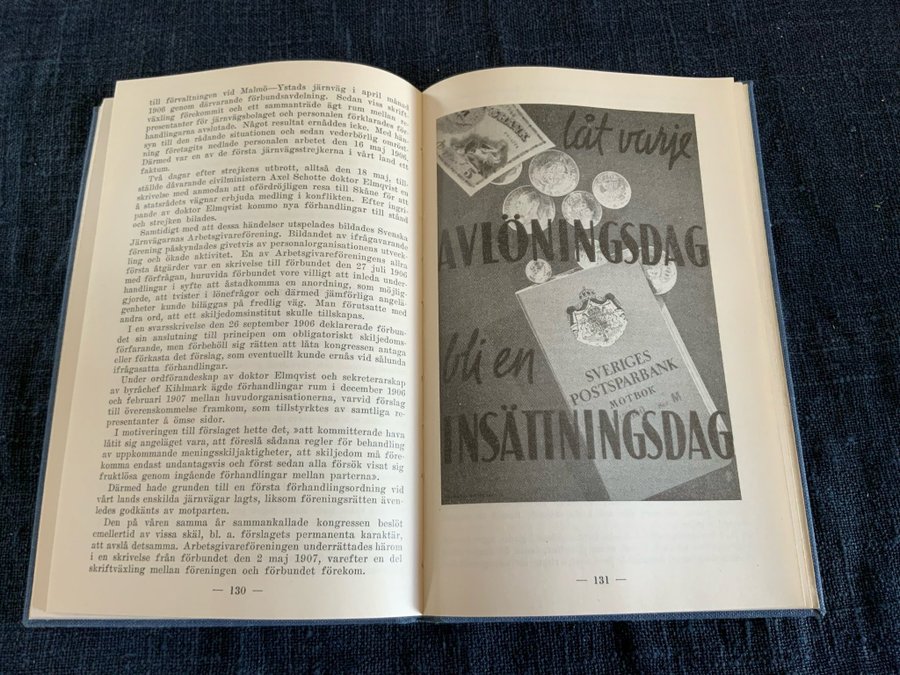 till förvaltningen vid Malmö—Ystads järnväg i april månad
1906 genom därvarande förbundsavdelning. Sedan viss skrift-
växling förekommit och ett sammanträde ägt rum mellan re-
presentanter för järnvägsbolaget och personalen förklarades för-
handlingarna avslutade. Något resultat ernåddes icke. Med hän-
syn till den rådande situationen och sedan vederbörlig omröst-
ning företagits nedlade personalen arbetet den 16 maj 1906.
Därmed var en av de första järnvägsstrejkerna i vårt land ett
faktum.
Två dagar efter strejkens utbrott, alltså den 18 maj, till-
ställde dåvarande civilministern Axel Schotte doktor Elmqvist en
skrivelse med anmodan att ofördröjligen resa till Skåne för att
å statsrådets vägnar erbjuda medling i konflikten. Efter ingri-
pande av doktor Elmqvist kommo nya förhandlingar till stånd
och strejken bilades.
Samtidigt med att dessa händelser utspelades bildades Svenska
Järnvägarnas Arbetsgivareförening. Bildandet av ifrågavarande
förening påskyndades givetvis av personalorganisationens utveck-
ling och ökade aktivitet. En av Arbetsgivareföreningens allra
första åtgärder var en skrivelse till förbundet den 27 juli 1906
med förfrågan, huruvida förbundet vore villigt att inleda under-
handlingar i syfte att åstadkomma en anordning, som möjlig-
gjorde, att tvister i lönefrågor och därmed jämförliga angelä-
genheter kunde biläggas på fredlig väg. Man förutsatte med
andra ord, att ett skiljedomsinstitut skulle tillskapas.
I en svarsskrivelse den 26 september 1906 deklarerade förbun-
det sin anslutning till principen om obligatoriskt skiljedoms-
förfarande, men förbehöll sig rätten att låta kongressen antaga
eller förkasta det förslag, som eventuellt kunde ernås vid sålunda
ifrågasatta förhandlingar.
Under ordförandeskap av doktor Elmqvist och sekreterarskap
av byråchef Kihlmark ägde förhandlingar rum i december 1906
och februari 1907 mellan huvudorganisationerna, varvid förslag
till överenskommelse framkom, som tillstyrktes av samtliga re-
presentanter å ömse sidor.
I motiveringen till förslaget hette det, »att kommitterade hava
låtit sig angeläget vara, att föreslå sådana regler för behandling
av uppkommande meningsskiljaktigheter, att skiljedom må före-
komma endast undantagsvis och först sedan alla försök visat sig
fruktlösa genom ingående förhandlingar mellan parterna».
Därmed hade grunden till en första förhandlingsordning vid
vårt lands enskilda järnvägar lagts, liksom föreningsrätten även-
ledes godkänts av motparten.
Den på våren samma år sammankallade kongressen beslöt
emellertid av vissa skäl, bl. a. förslagets permanenta karaktär,
att avslå detsamma. Arbetsgivareföreningen underrättades härom
i en skrivelse från förbundet den 2 maj 1907, varefter en del
skriftväxling mellan föreningen och förbundet förekom.
— 130 —
låt varje
AVLÖNINGSDAG
bli en
SVERIGES
POSTSPARBANK
MOTBOK
INSÄTTNINGSDAG
5
— 131 —